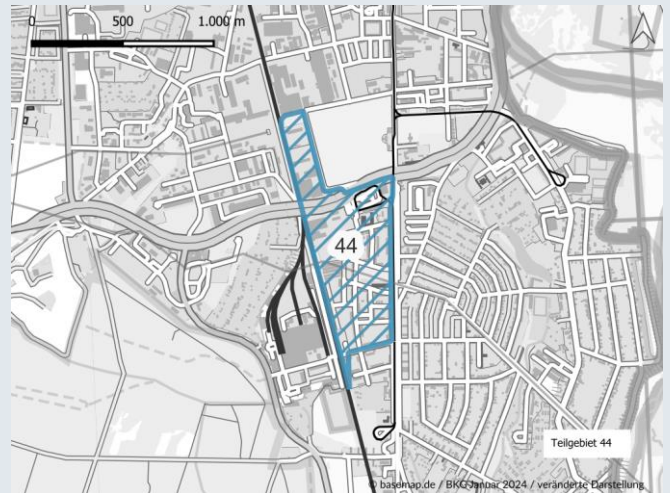 0 500 1.000 m
44
Teilgebiet 44
© basemap.de / BKG Januar 2024 / veränderte Darstellung